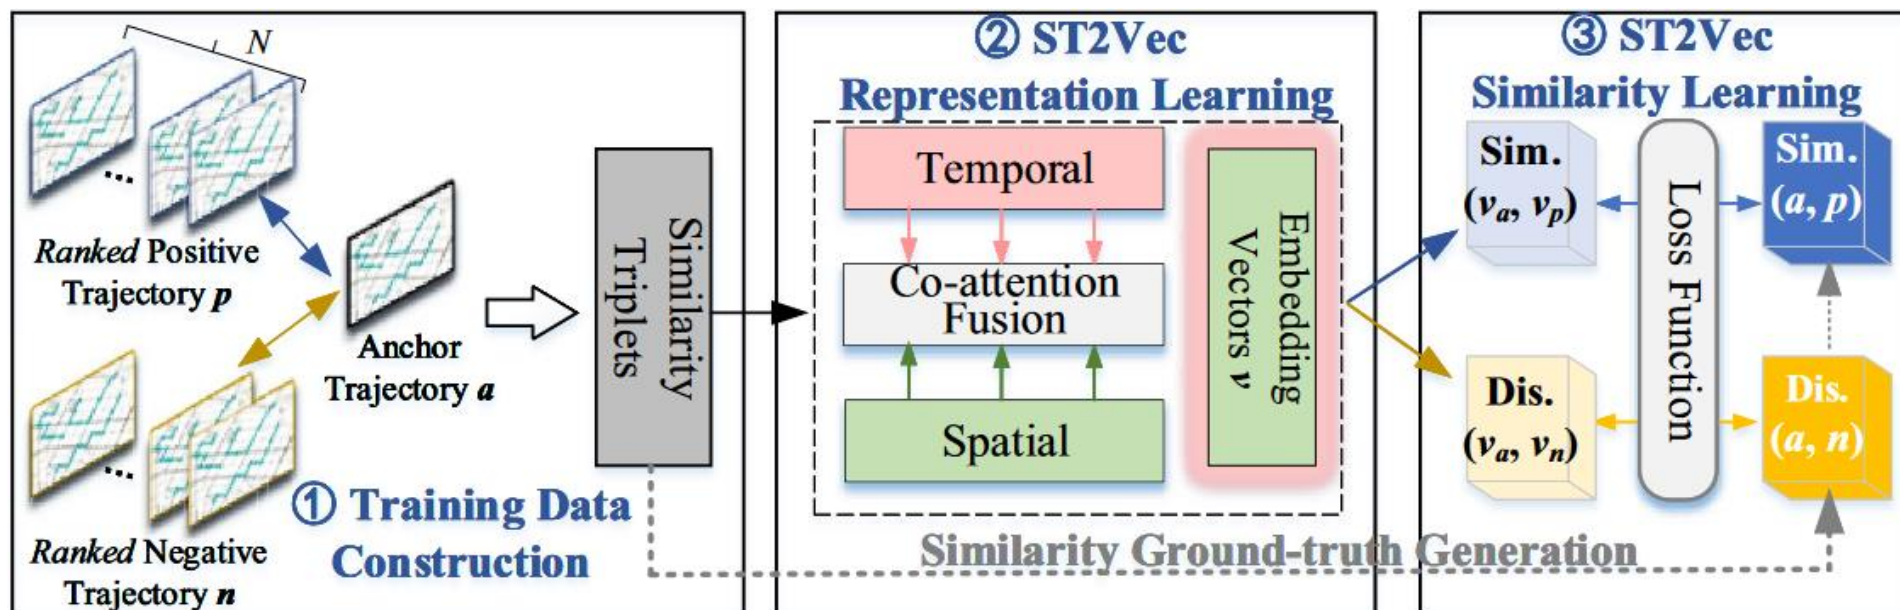 N
...
Ranked Positive
Trajectory p
Anchor
Trajectory a
...
Ranked Negative
Trajectory n
① Training Data
Construction
Similarity
Triplets
② ST2Vec
Representation Learning
Temporal
Co-attention
Fusion
Spatial
Embedding
Vectors v
Similarity Ground-truth Generation
③ ST2Vec
Similarity Learning
Sim.
(vₐ, vₚ)
Loss Function
Sim.
(a, p)
Dis.
(vₐ, vₙ)
Dis.
(a, n)